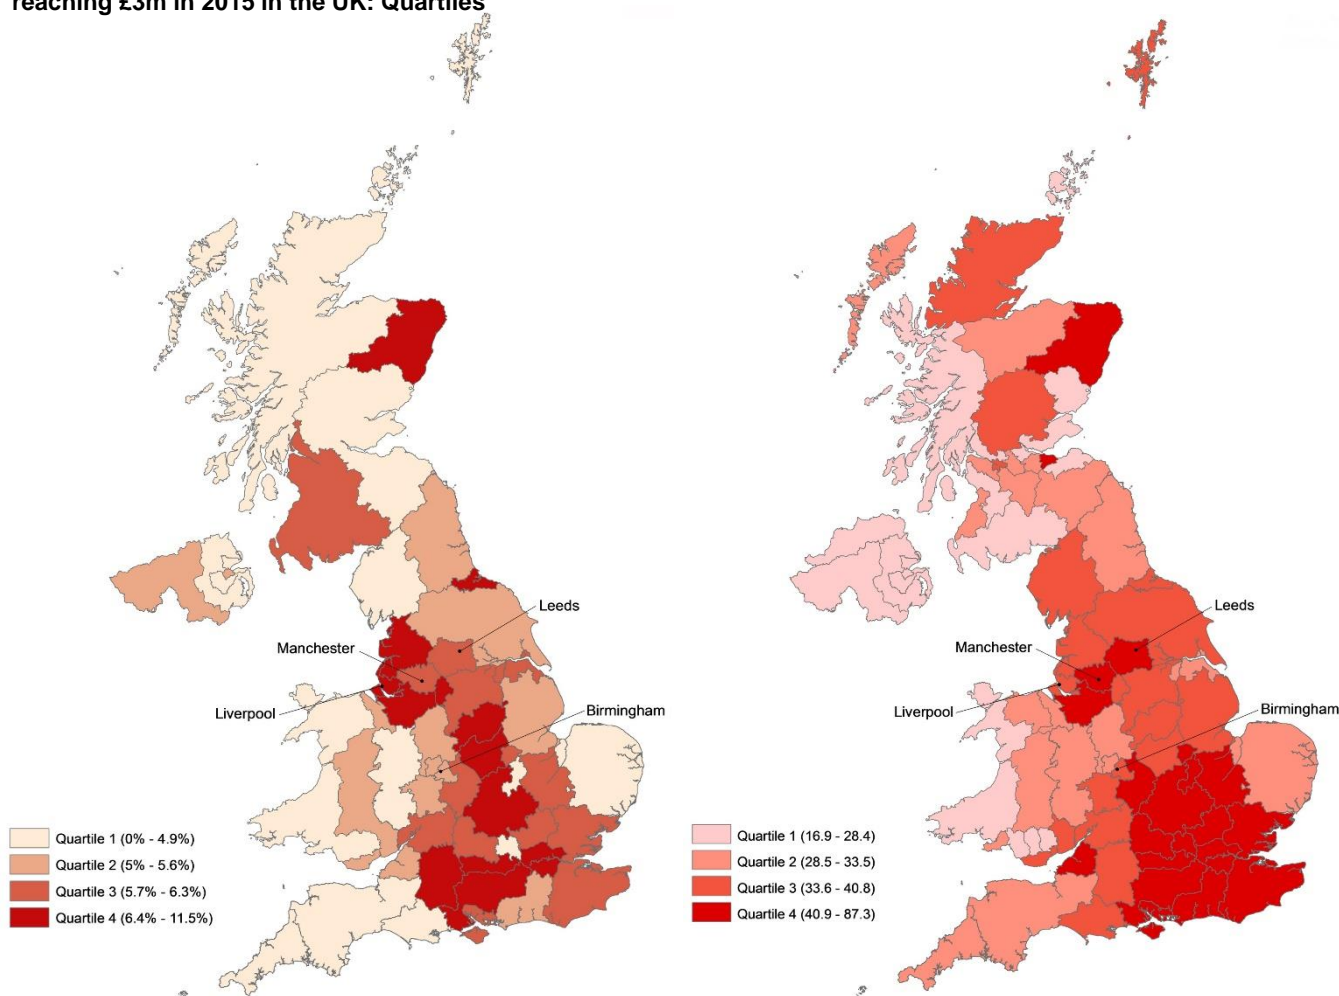 reaching £3m in 2015 in the UK: Quartiles
Leeds
Manchester
Liverpool
Birmingham
Quartile 1 (0% - 4.9%)
Quartile 2 (5% - 5.6%)
Quartile 3 (5.7% - 6.3%)
Quartile 4 (6.4% - 11.5%)
Leeds
Manchester
Liverpool
Birmingham
Quartile 1 (16.9 - 28.4)
Quartile 2 (28.5 - 33.5)
Quartile 3 (33.6 - 40.8)
Quartile 4 (40.9 - 87.3)